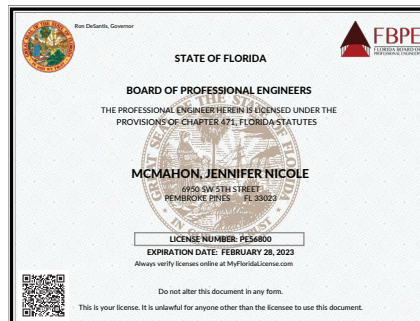 Ron DeSantis, Governor
FBPE
FLORIDA BOARD OF
PROFESSIONAL ENGINEERS
STATE OF FLORIDA
BOARD OF PROFESSIONAL ENGINEERS
THE PROFESSIONAL ENGINEER HEREIN IS LICENSED UNDER THE
PROVISIONS OF CHAPTER 471, FLORIDA STATUTES
MCMAHON, JENNIFER NICOLE
6950 SW 5TH STREET
PEMBROKE PINES FL 33023
LICENSE NUMBER: PE56800
EXPIRATION DATE: FEBRUARY 28, 2023
Always verify licenses online at MyFloridaLicense.com
Do not alter this document in any form.
This is your license. It is unlawful for anyone other than the licensee to use this document.